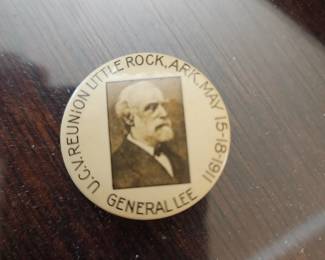 U.C.V. REUNION LITTLE ROCK, ARK. MAY 15-18-1911
GENERAL LEE